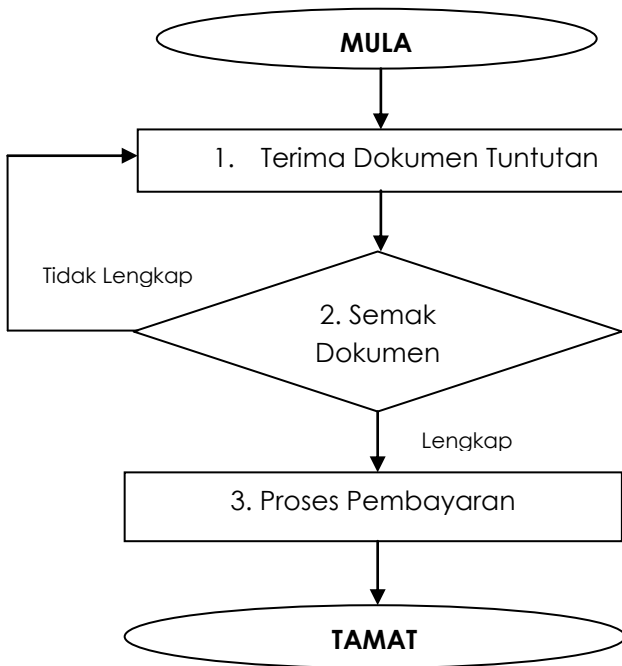 MULA
1. Terima Dokumen Tuntutan
Tidak Lengkap
2. Semak
Dokumen
Lengkap
3. Proses Pembayaran
TAMAT